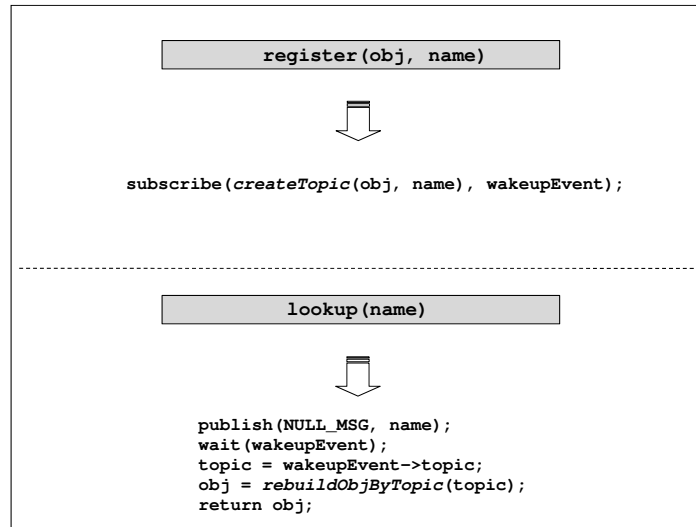 register(obj, name)
subscribe(createTopic(obj, name), wakeupEvent);
lookup(name)
publish(NULL_MSG, name);
wait(wakeupEvent);
topic = wakeupEvent->topic;
obj = rebuildObjByTopic(topic);
return obj;